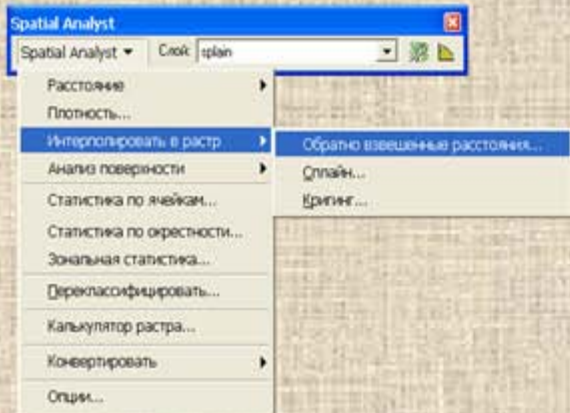 Spatial Analyst
Spatial Analyst Слой: splain
Расстояние
Плотность...
Интерполировать в растр
Обратно взвешенные расстояния...
Анализ поверхности
Сплайн...
Статистика по ячейкам...
Кригинг...
Статистика по окрестности...
Зональная статистика...
Переклассифицировать...
Калькулятор растра...
Конвертировать
Опции...